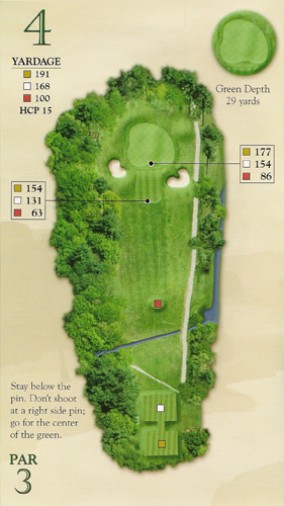 4
YARDAGE
191
168
100
HCP 15
Green Depth
29 yards
177
154
86
154
131
63
Stay below the
pin. Don't shoot
at a right side pin;
go for the center
of the green.
PAR
3